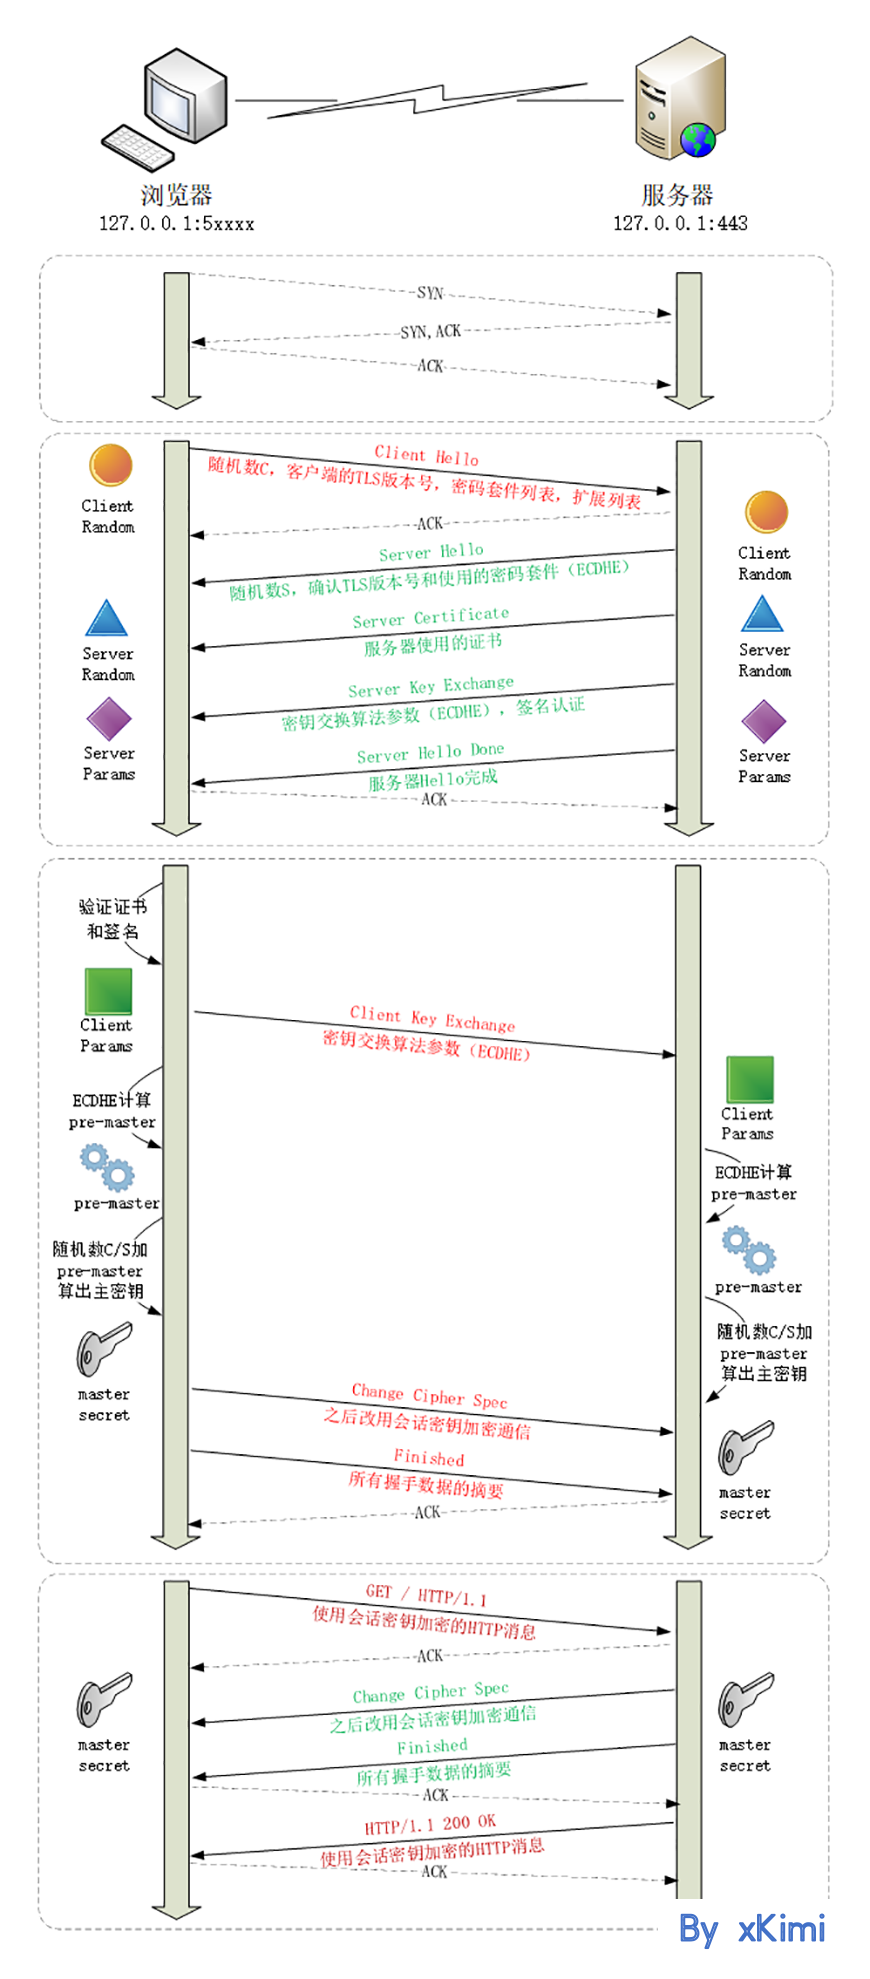 浏览器
127.0.0.1:5xxxx
服务器
127.0.0.1:443
SYN
SYN,ACK
ACK
Client Hello
随机数C，客户端的TLS版本号，密码套件列表，扩展列表
Client
Random
ACK
Client
Random
Server Hello
随机数S，确认TLS版本号和使用的密码套件（ECDHE）
Server Certificate
服务器使用的证书
Server
Random
Server
Random
Server Key Exchange
密钥交换算法参数（ECDHE），签名认证
Server
Params
Server
Params
Server Hello Done
服务器Hello完成
ACK
验证证书
和签名
Client
Params
Client Key Exchange
密钥交换算法参数（ECDHE）
Client
Params
ECDHE计算
pre-master
pre-master
ECDHE计算
pre-master
pre-master
随机数C/S加
pre-master
算出主密钥
随机数C/S加
pre-master
算出主密钥
master
secret
Change Cipher Spec
之后改用会话密钥加密通信
Finished
所有握手数据的摘要
ACK
master
secret
GET / HTTP/1.1
使用会话密钥加密的HTTP消息
ACK
Change Cipher Spec
之后改用会话密钥加密通信
master
secret
master
secret
Finished
所有握手数据的摘要
ACK
HTTP/1.1 200 OK
使用会话密钥加密的HTTP消息
ACK
By xKimi